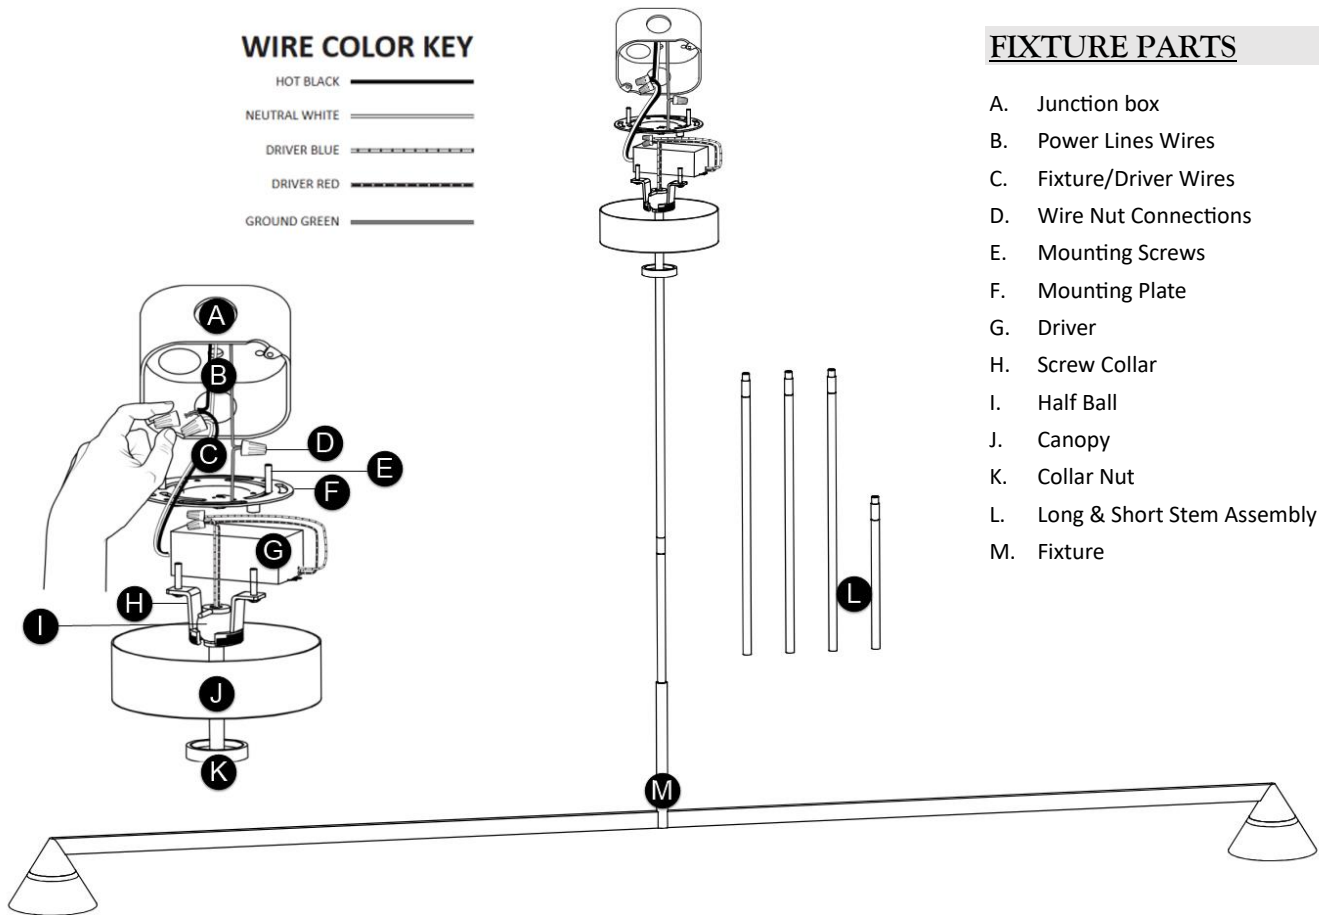 WIRE COLOR KEY
HOT BLACK
NEUTRAL WHITE
DRIVER BLUE
DRIVER RED
GROUND GREEN
FIXTURE PARTS
A. Junction box
B. Power Lines Wires
C. Fixture/Driver Wires
D. Wire Nut Connections
E. Mounting Screws
F. Mounting Plate
G. Driver
H. Screw Collar
I. Half Ball
J. Canopy
K. Collar Nut
L. Long & Short Stem Assembly
M. Fixture
A
B
C
D
E
F
G
H
I
J
K
L
M